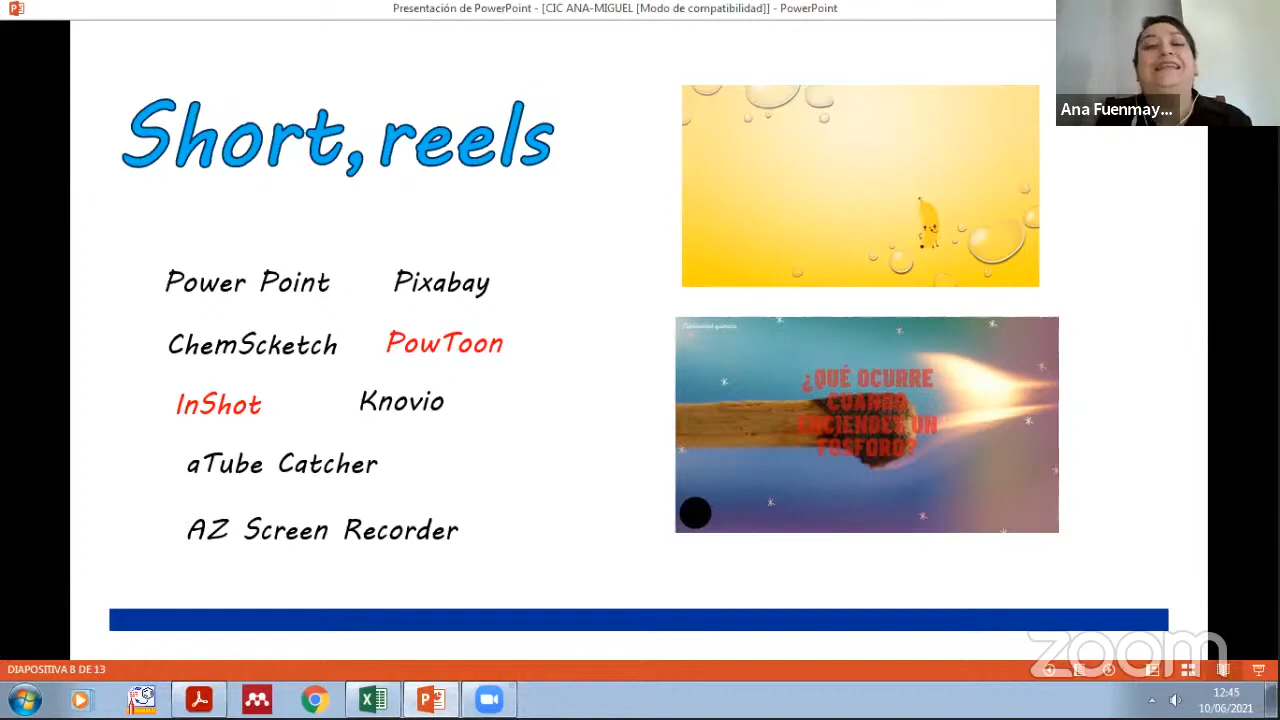 Presentación de PowerPoint - [CIC ANA-MIGUEL [Modo de compatibilidad]] - PowerPoint
Ana Fuenmay...
Short, reels
Power Point Pixabay
ChemScketch PowToon
InShot Knovio
aTube Catcher
AZ Screen Recorder
¿QUÉ OCURRE
CUANDO
ENCIENDES UN
FÓSFORO?
zoom
DIAPOSITIVA 8 DE 13
12:45
10/06/2021